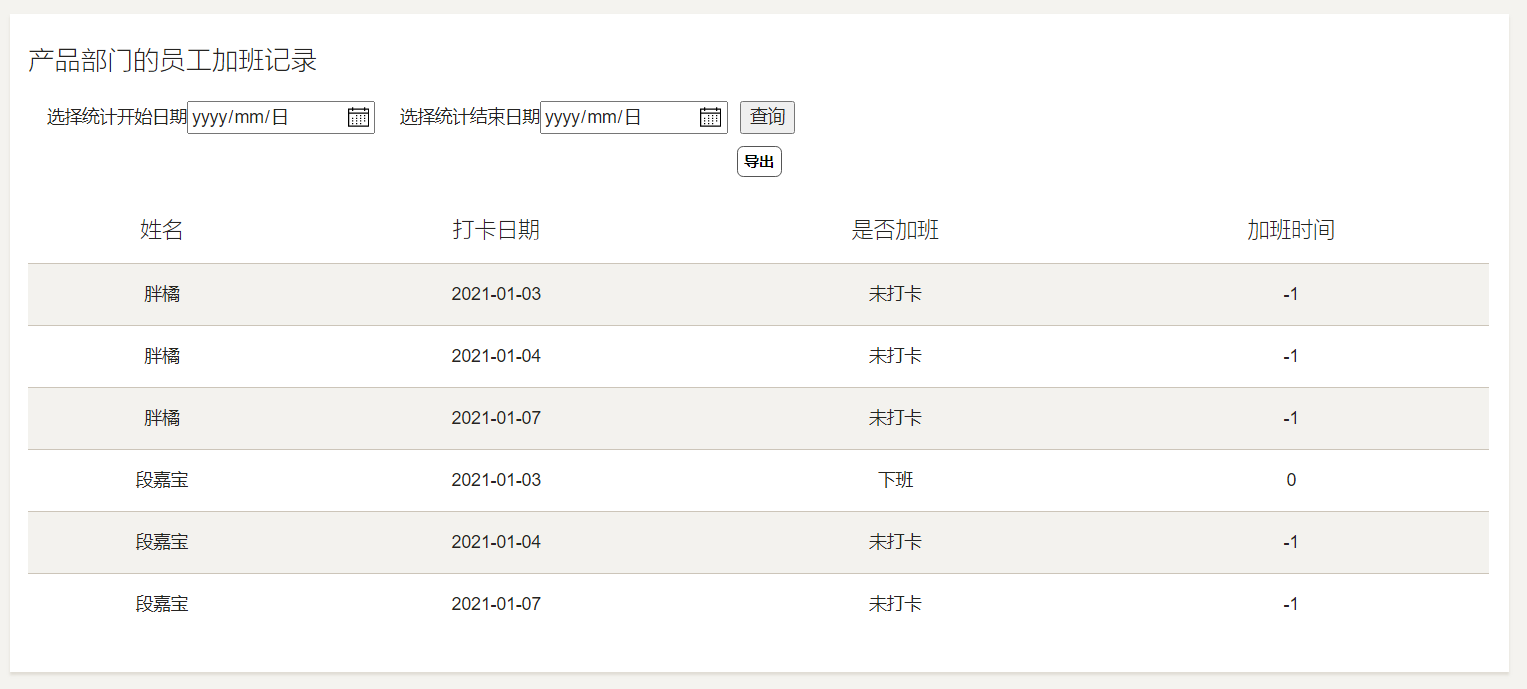 产品部门的员工加班记录
选择统计开始日期 yyyy/mm/日 选择统计结束日期 yyyy/mm/日 查询
导出
姓名 打卡日期 是否加班 加班时间
胖橘 2021-01-03 未打卡 -1
胖橘 2021-01-04 未打卡 -1
胖橘 2021-01-07 未打卡 -1
段嘉宝 2021-01-03 下班 0
段嘉宝 2021-01-04 未打卡 -1
段嘉宝 2021-01-07 未打卡 -1